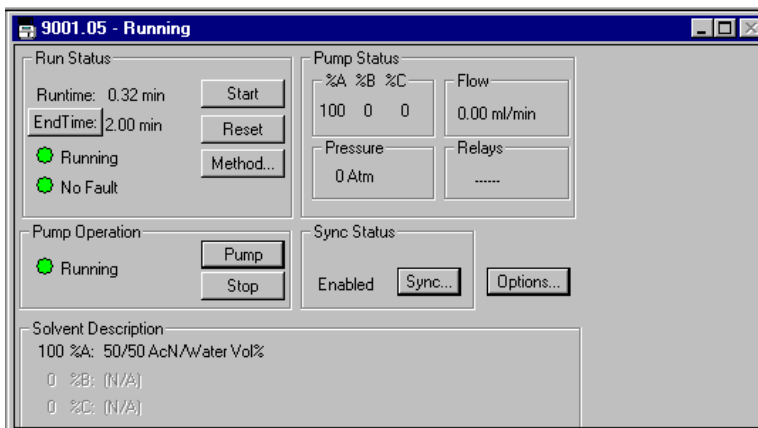 9001.05 - Running
Run Status
Runtime: 0.32 min
Start
EndTime: 2.00 min
Reset
Running
Method...
No Fault
Pump Status
%A %B %C
100 0 0
Flow
0.00 ml/min
Pressure
0 Atm
Relays
------
Pump Operation
Running
Pump
Stop
Sync Status
Enabled
Sync...
Options...
Solvent Description
100 %A: 50/50 AcN/Water Vol%
0 %B: (N/A)
0 %C: (N/A)